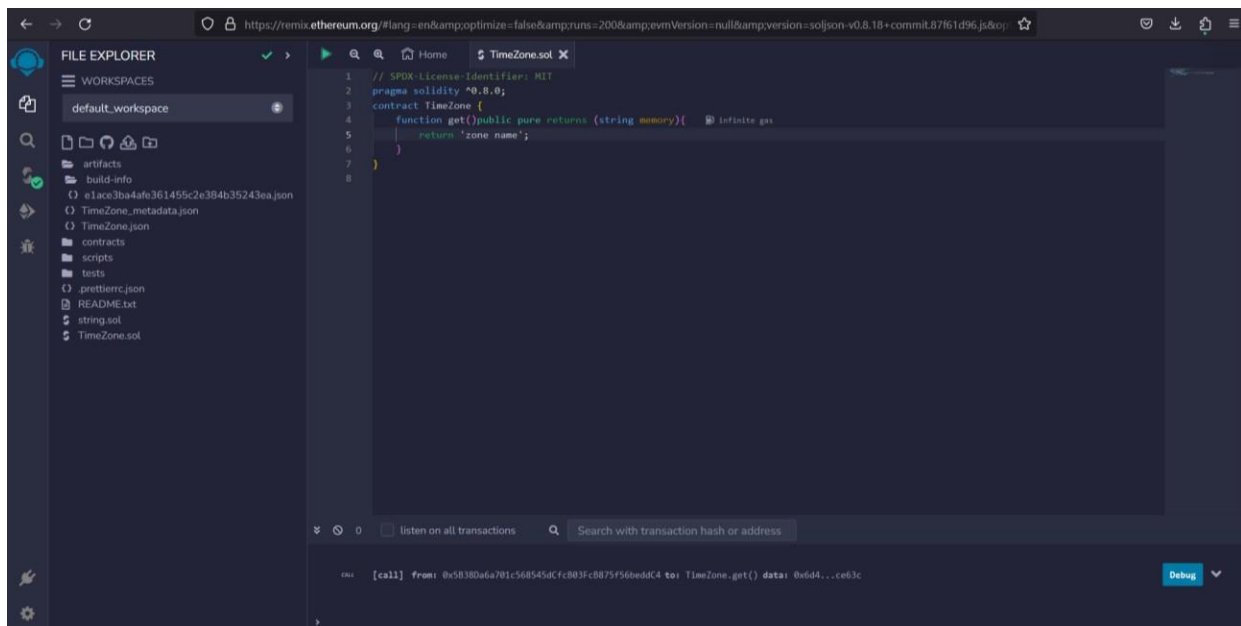 https://remix.ethereum.org/#lang=en&amp;optimize=false&amp;runs=200&amp;evmVersion=null&amp;version=soljson-v0.8.18+commit.87f61d96.js&op
FILE EXPLORER
WORKSPACES
default_workspace
artifacts
build-info
e1ace3ba4afe361455c2e384b35243ea.json
TimeZone_metadata.json
TimeZone.json
contracts
scripts
tests
.prettierrc.json
README.txt
string.sol
TimeZone.sol
Home
TimeZone.sol
1 // SPDX-License-Identifier: MIT
2 pragma solidity ^0.8.0;
3 contract TimeZone {
4 function get()public pure returns (string memory){ infinite gas
5 return 'zone name';
6 }
7 }
8
0 listen on all transactions Search with transaction hash or address
CALL [call] from: 0x5B38Da6a701c568545dCfcB03FcB875f56beddC4 to: TimeZone.get() data: 0x6d4...ce63c Debug
>